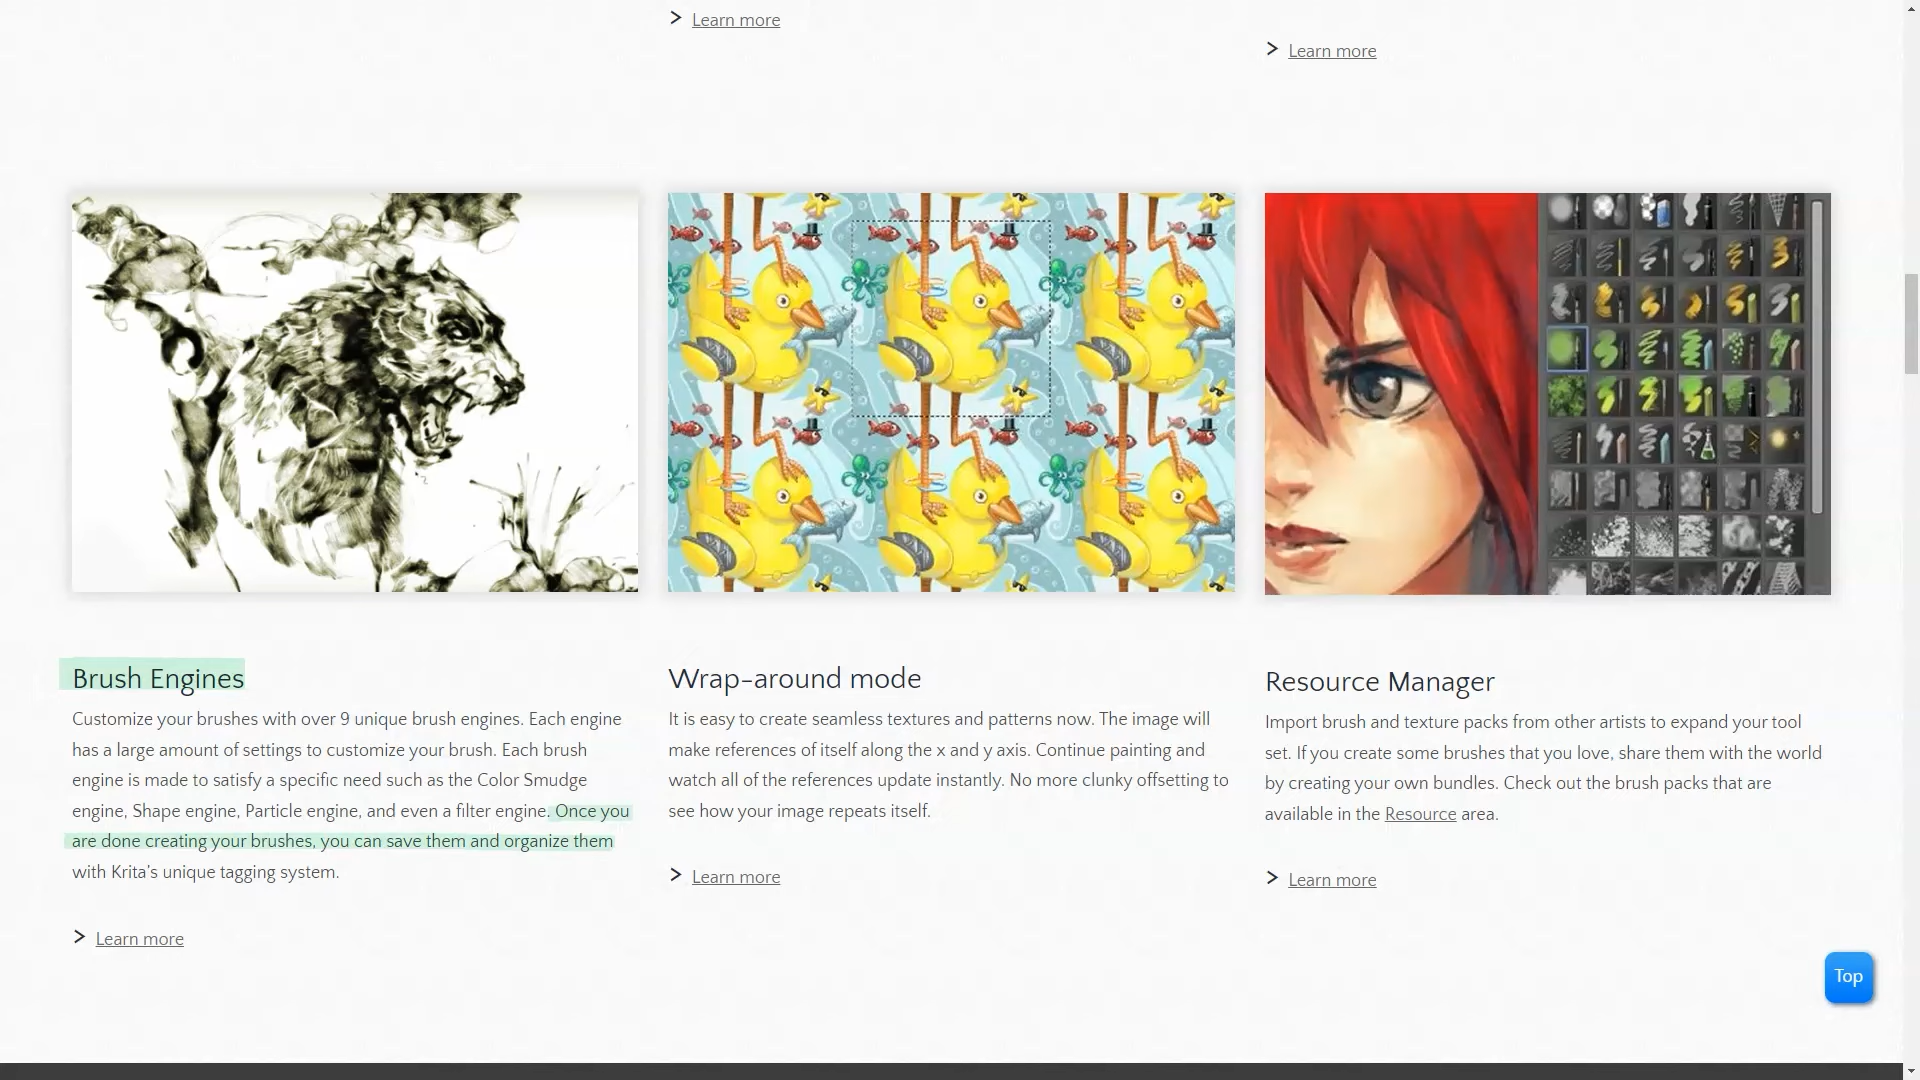 Learn more
Learn more
Brush Engines
Customize your brushes with over 9 unique brush engines. Each engine
has a large amount of settings to customize your brush. Each brush
engine is made to satisfy a specific need such as the Color Smudge
engine, Shape engine, Particle engine, and even a filter engine. Once you
are done creating your brushes, you can save them and organize them
with Krita's unique tagging system.
Learn more
Wrap-around mode
It is easy to create seamless textures and patterns now. The image will
make references of itself along the x and y axis. Continue painting and
watch all of the references update instantly. No more clunky offsetting to
see how your image repeats itself.
Learn more
Resource Manager
Import brush and texture packs from other artists to expand your tool
set. If you create some brushes that you love, share them with the world
by creating your own bundles. Check out the brush packs that are
available in the Resource area.
Learn more
Top